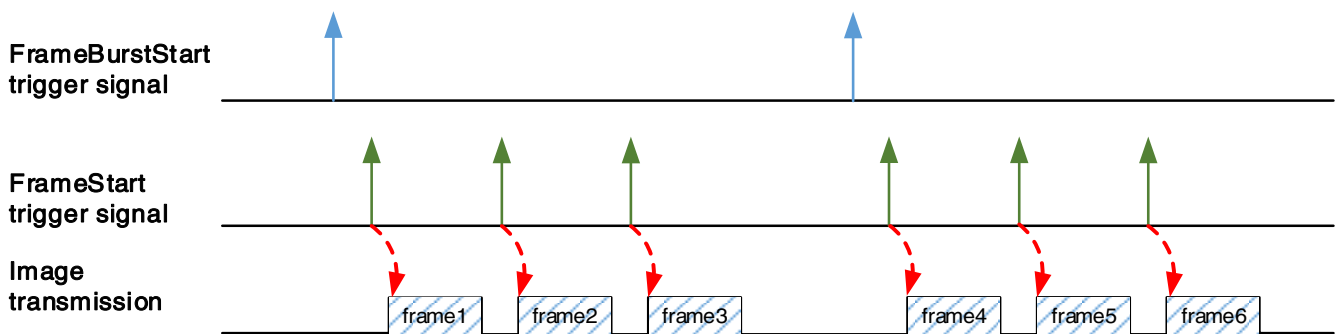 FrameBurstStart
trigger signal
FrameStart
trigger signal
Image
transmission
frame1 frame2 frame3 frame4 frame5 frame6